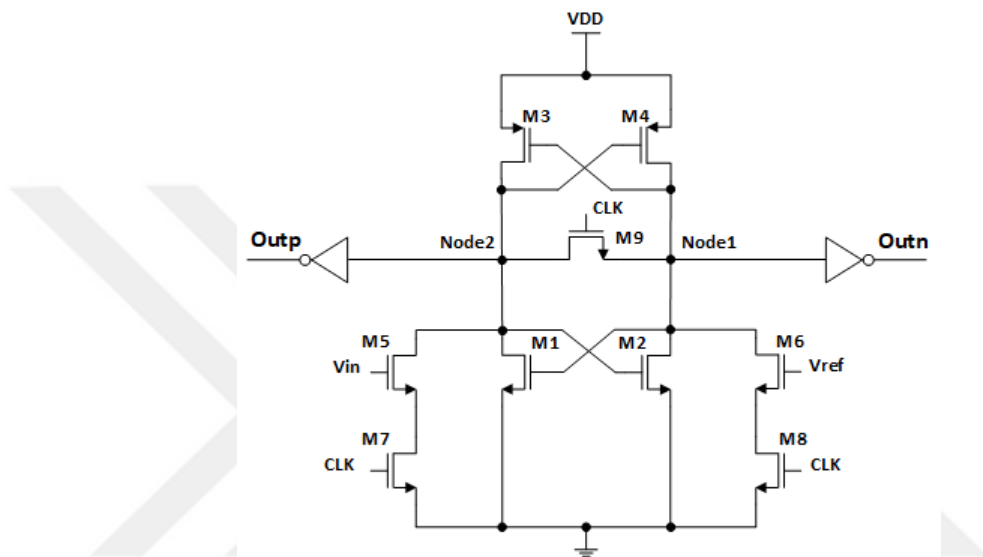 VDD
M3 M4
CLK
Outp Node2 M9 Node1 Outn
M5 M1 M2 M6
Vin Vref
M7 M8
CLK CLK